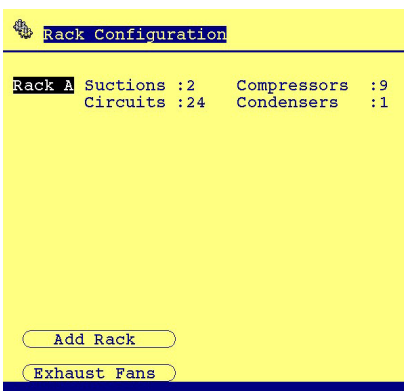 Rack Configuration
Rack A Suctions :2 Compressors :9
Circuits :24 Condensers :1
Add Rack
Exhaust Fans